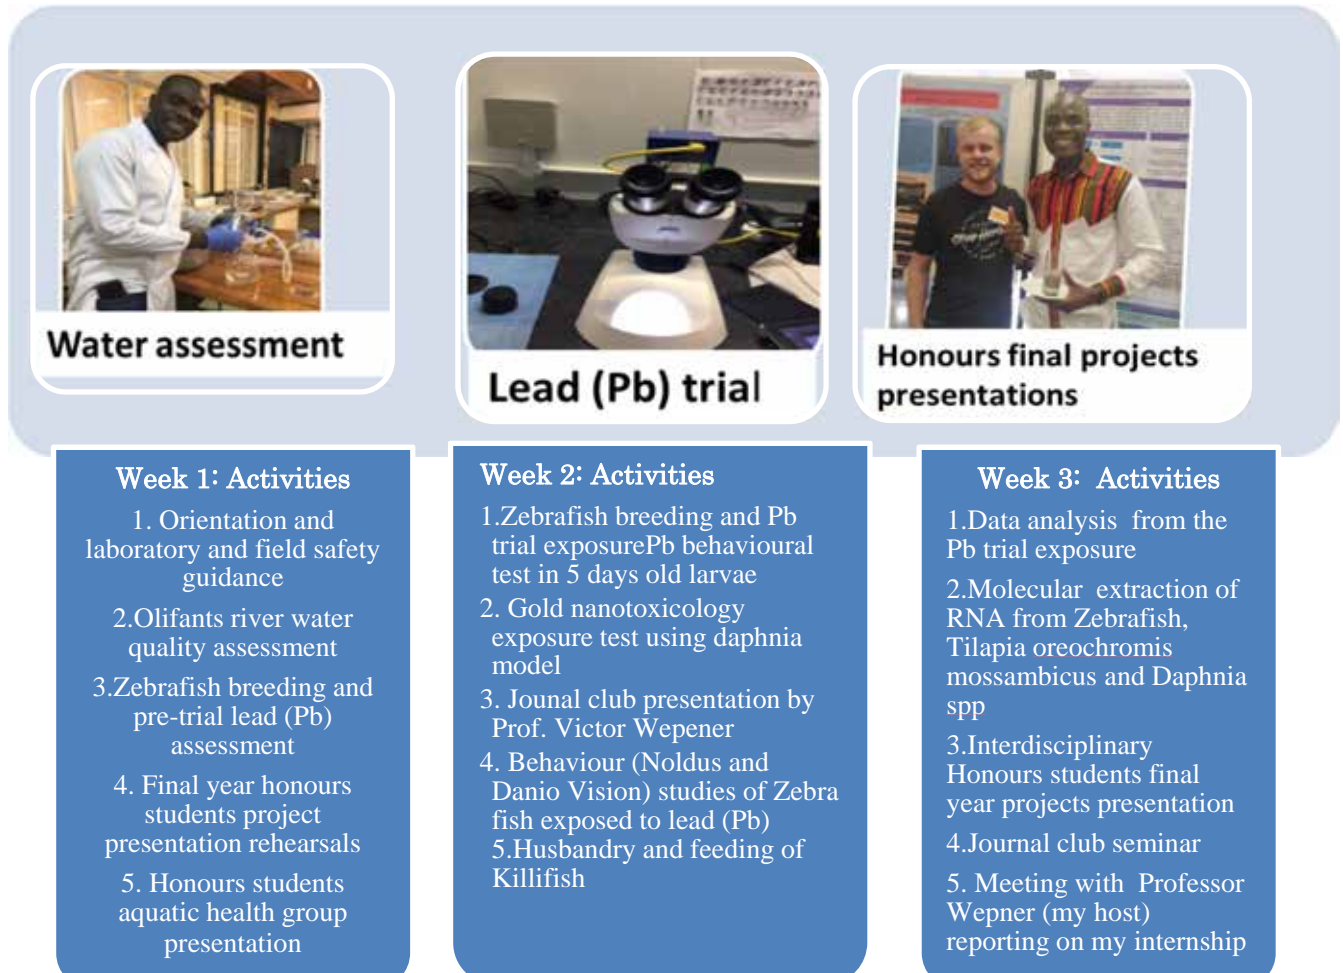 Water assessment
Lead (Pb) trial
Honours final projects
presentations
Week 1: Activities
1. Orientation and
laboratory and field safety
guidance
2.Olifants river water
quality assessment
3.Zebrafish breeding and
pre-trial lead (Pb)
assessment
4. Final year honours
students project
presentation rehearsals
5. Honours students
aquatic health group
presentation
Week 2: Activities
1.Zebrafish breeding and Pb
trial exposurePb behavioural
test in 5 days old larvae
2. Gold nanotoxicology
exposure test using daphnia
model
3. Jounal club presentation by
Prof. Victor Wepener
4. Behaviour (Noldus and
Danio Vision) studies of Zebra
fish exposed to lead (Pb)
5.Husbandry and feeding of
Killifish
Week 3: Activities
1.Data analysis from the
Pb trial exposure
2.Molecular extraction of
RNA from Zebrafish,
Tilapia oreochromis
mossambicus and Daphnia
spp
3.Interdisciplinary
Honours students final
year projects presentation
4.Journal club seminar
5. Meeting with Professor
Wepner (my host)
reporting on my internship